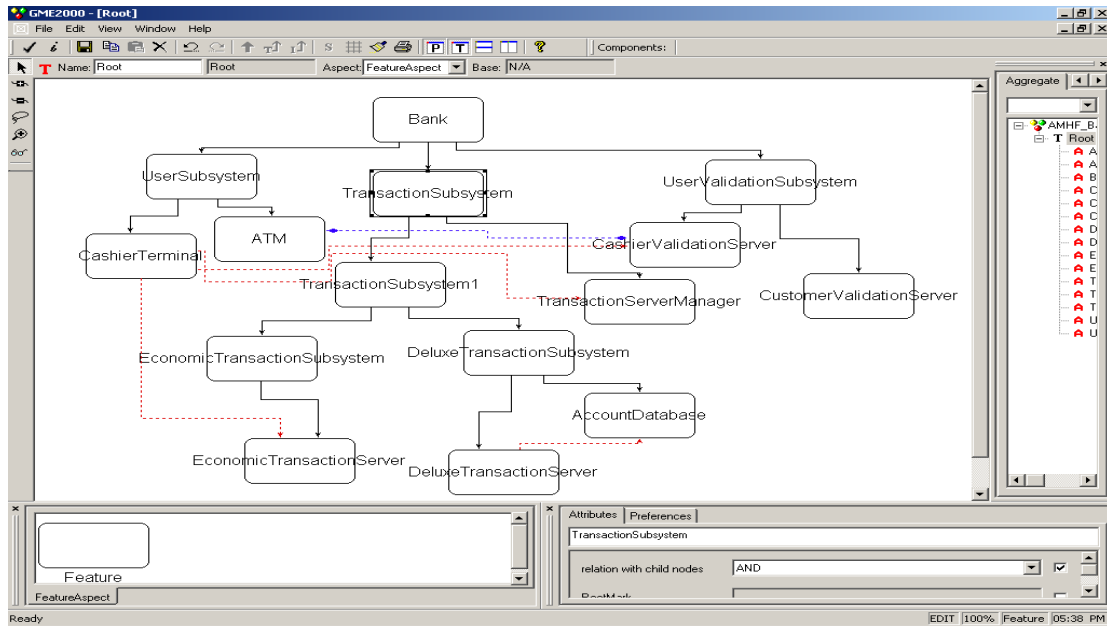 GME2000 - [Root]
File Edit View Window Help
Components:
Name: Root Root Aspect: FeatureAspect Base: N/A
Aggregate
Bank
UserSubsystem
TransactionSubsystem
UserValidationSubsystem
ATM
CashierTerminal
CashierValidationServer
TransactionSubsystem1
TransactionServerManager
CustomerValidationServer
EconomicTransactionSubsystem
DeluxeTransactionSubsystem
AccountDatabase
EconomicTransactionServer
DeluxeTransactionServer
AMHF_B
Root
A
A
B
C
C
C
D
D
E
E
T
T
T
U
U
Feature
FeatureAspect
Attributes Preferences
TransactionSubsystem
relation with child nodes AND
Ready
EDIT 100% Feature 05:38 PM